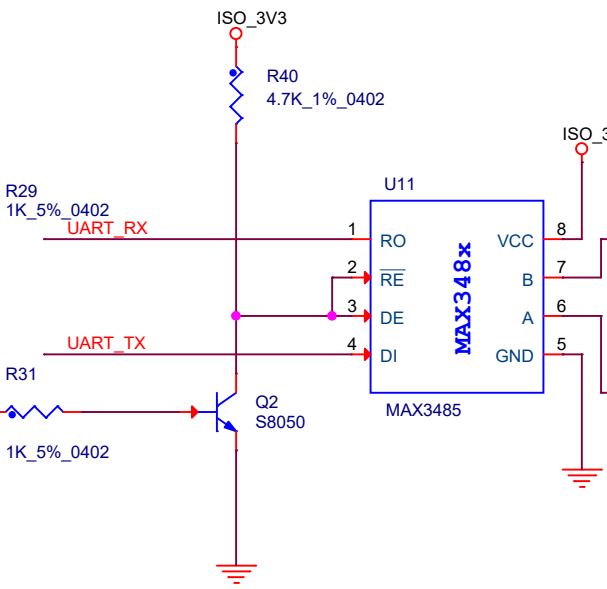 ISO_3V3
R40
4.7K_1%_0402
ISO_3
R29
1K_5%_0402
UART_RX
U11
1
RO
VCC
8
2
RE
B
7
MAX348x
3
DE
A
6
UART_TX
4
DI
GND
5
R31
Q2
S8050
MAX3485
1K_5%_0402